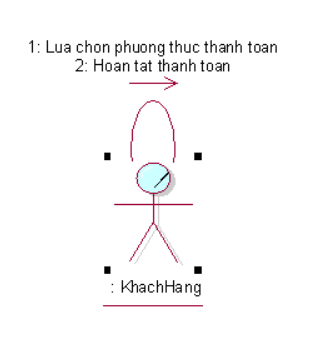 1: Lua chon phuong thuc thanh toan
2: Hoan tat thanh toan
: KhachHang